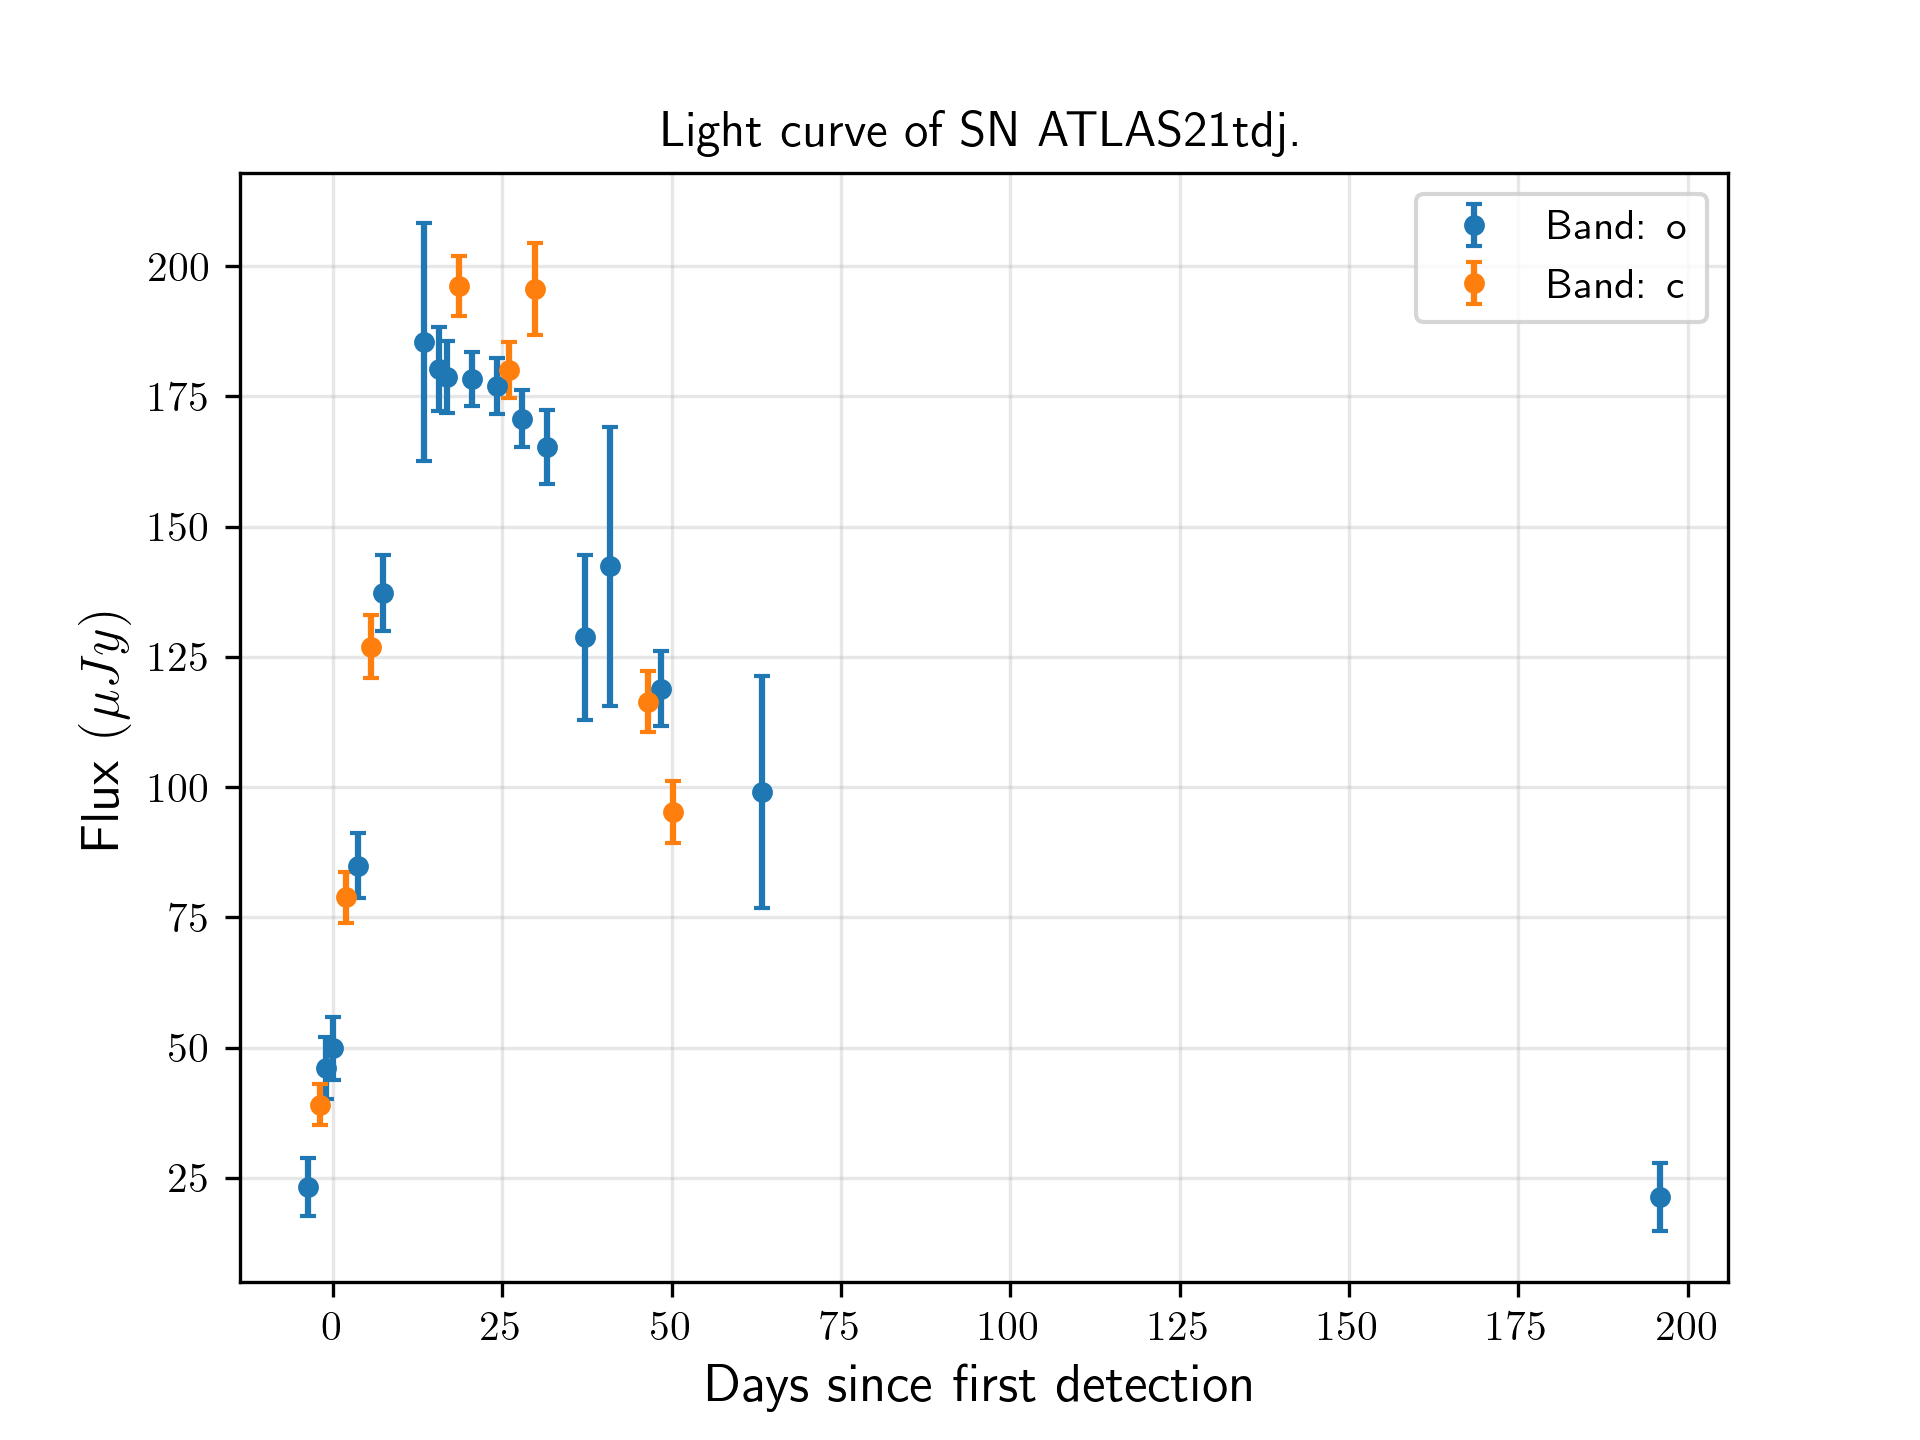 Light curve of SN ATLAS21tdj.
Band: o
Band: c
200
175
150
125
100
75
50
25
Flux (μJy)
0 25 50 75 100 125 150 175 200
Days since first detection